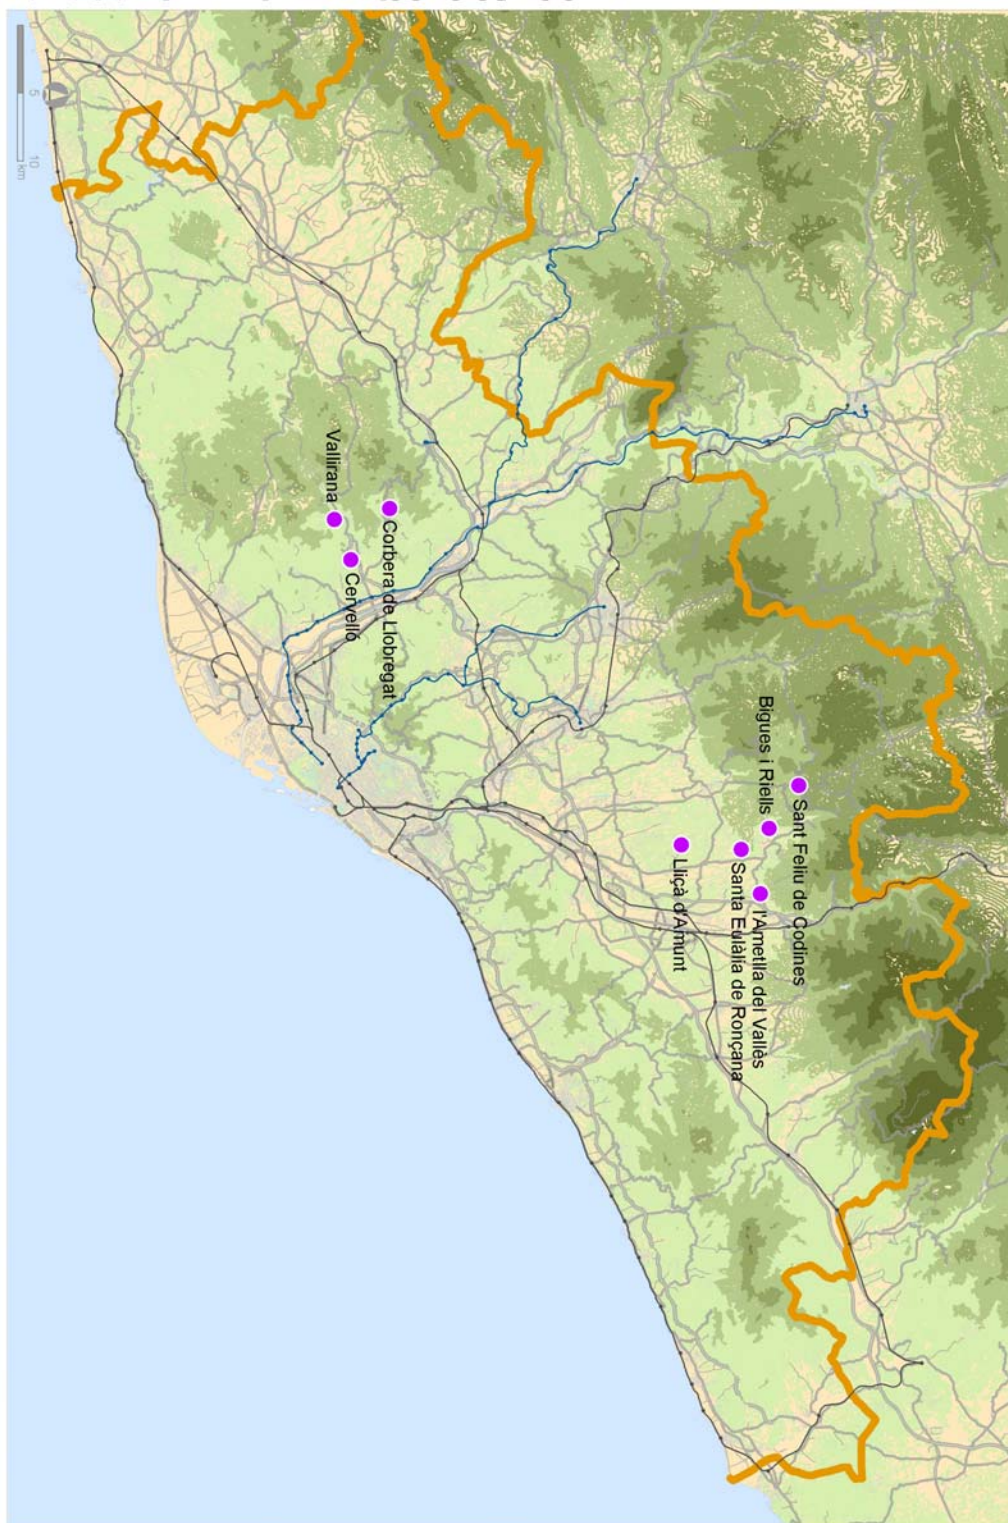 Sant Feliu de Codines
Bigues i Riells
l'Ametlla del Vallès
Santa Eulàlia de Ronçana
Lliçà d'Amunt
Corbera de Llobregat
Cervelló
Vallirana
0 5 10
km